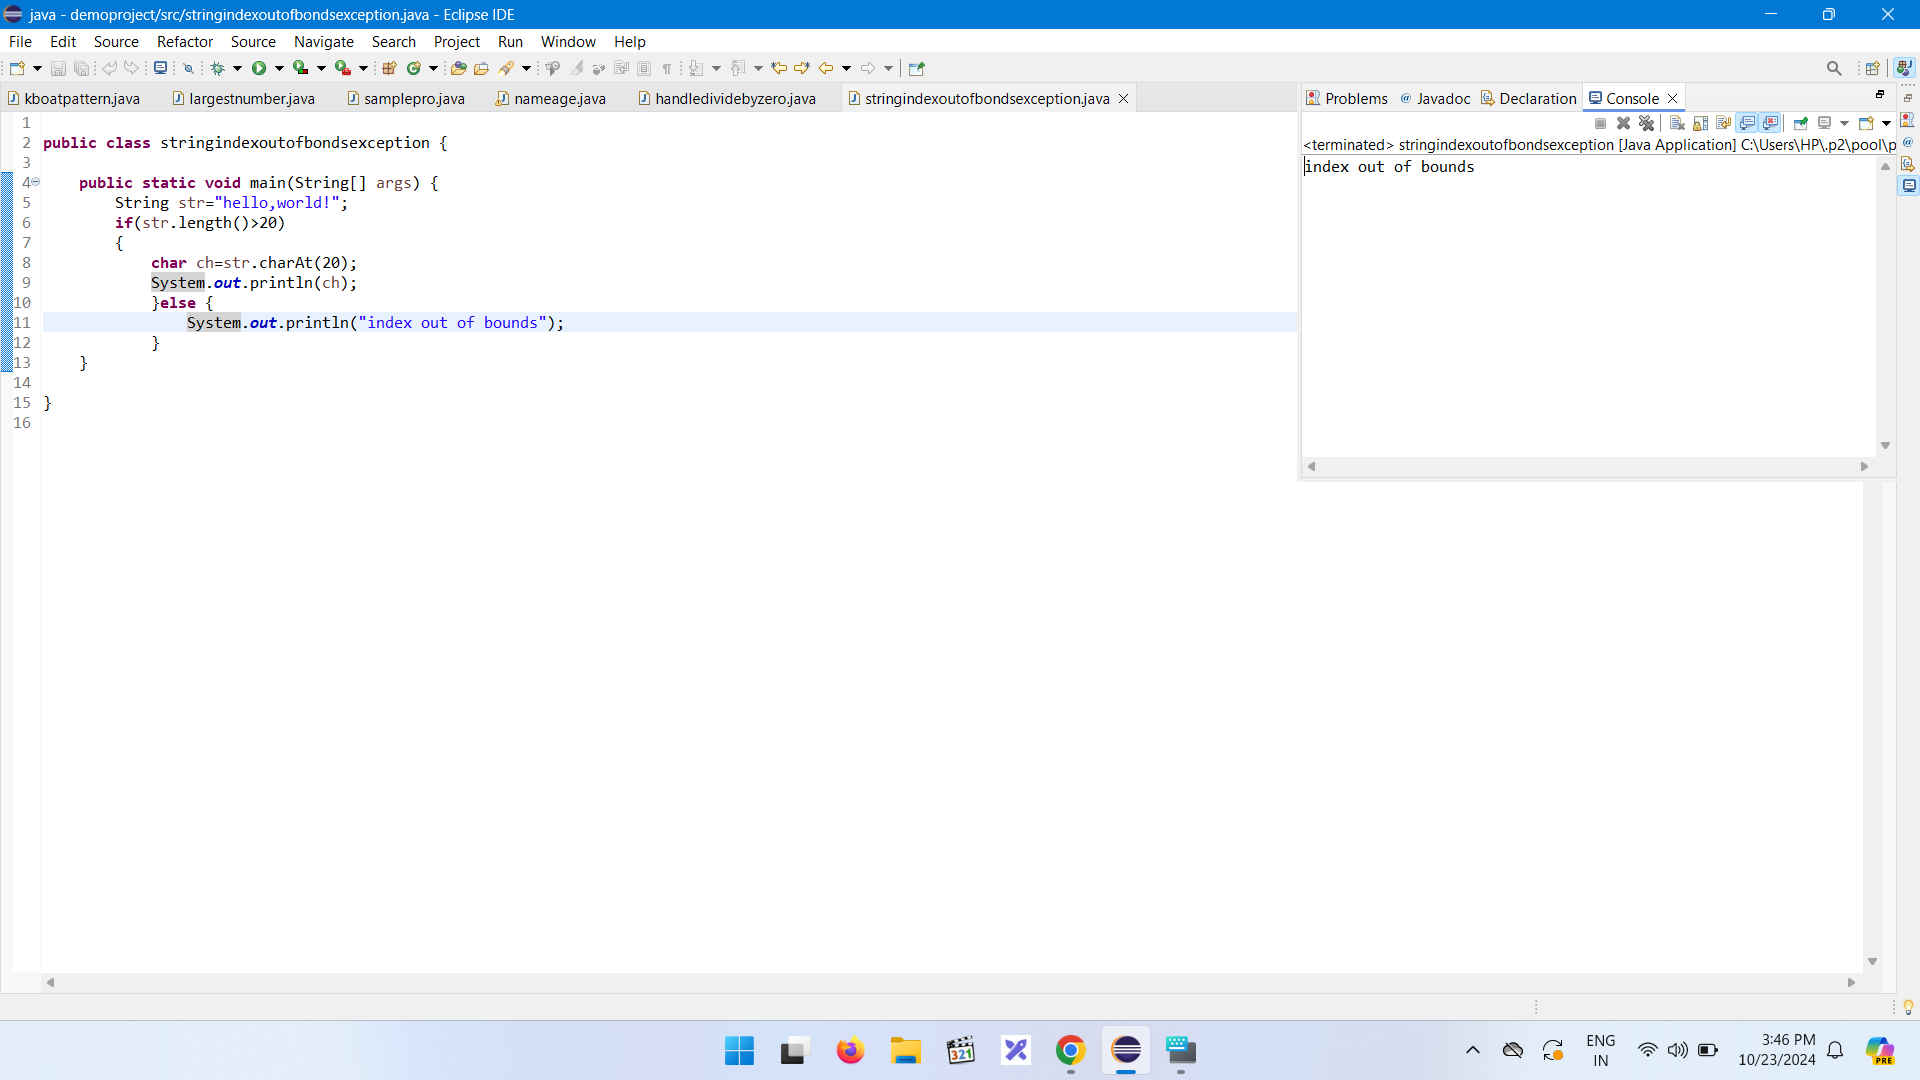 java - demoproject/src/stringindexoutofbondsexception.java - Eclipse IDE
File Edit Source Refactor Source Navigate Search Project Run Window Help
kboatpattern.java largestnumber.java samplepro.java nameage.java handledividebyzero.java stringindexoutofbondsexception.java
Problems Javadoc Declaration Console
<terminated> stringindexoutofbondsexception [Java Application] C:\Users\HP\.p2\pool\p
index out of bounds
1
2 public class stringindexoutofbondsexception {
3
4 public static void main(String[] args) {
5 String str="hello,world!";
6 if(str.length()>20)
7 {
8 char ch=str.charAt(20);
9 System.out.println(ch);
10 }else {
11 System.out.println("index out of bounds");
12 }
13 }
14
15 }
16
321
ENG
IN
3:46 PM
10/23/2024
PRE